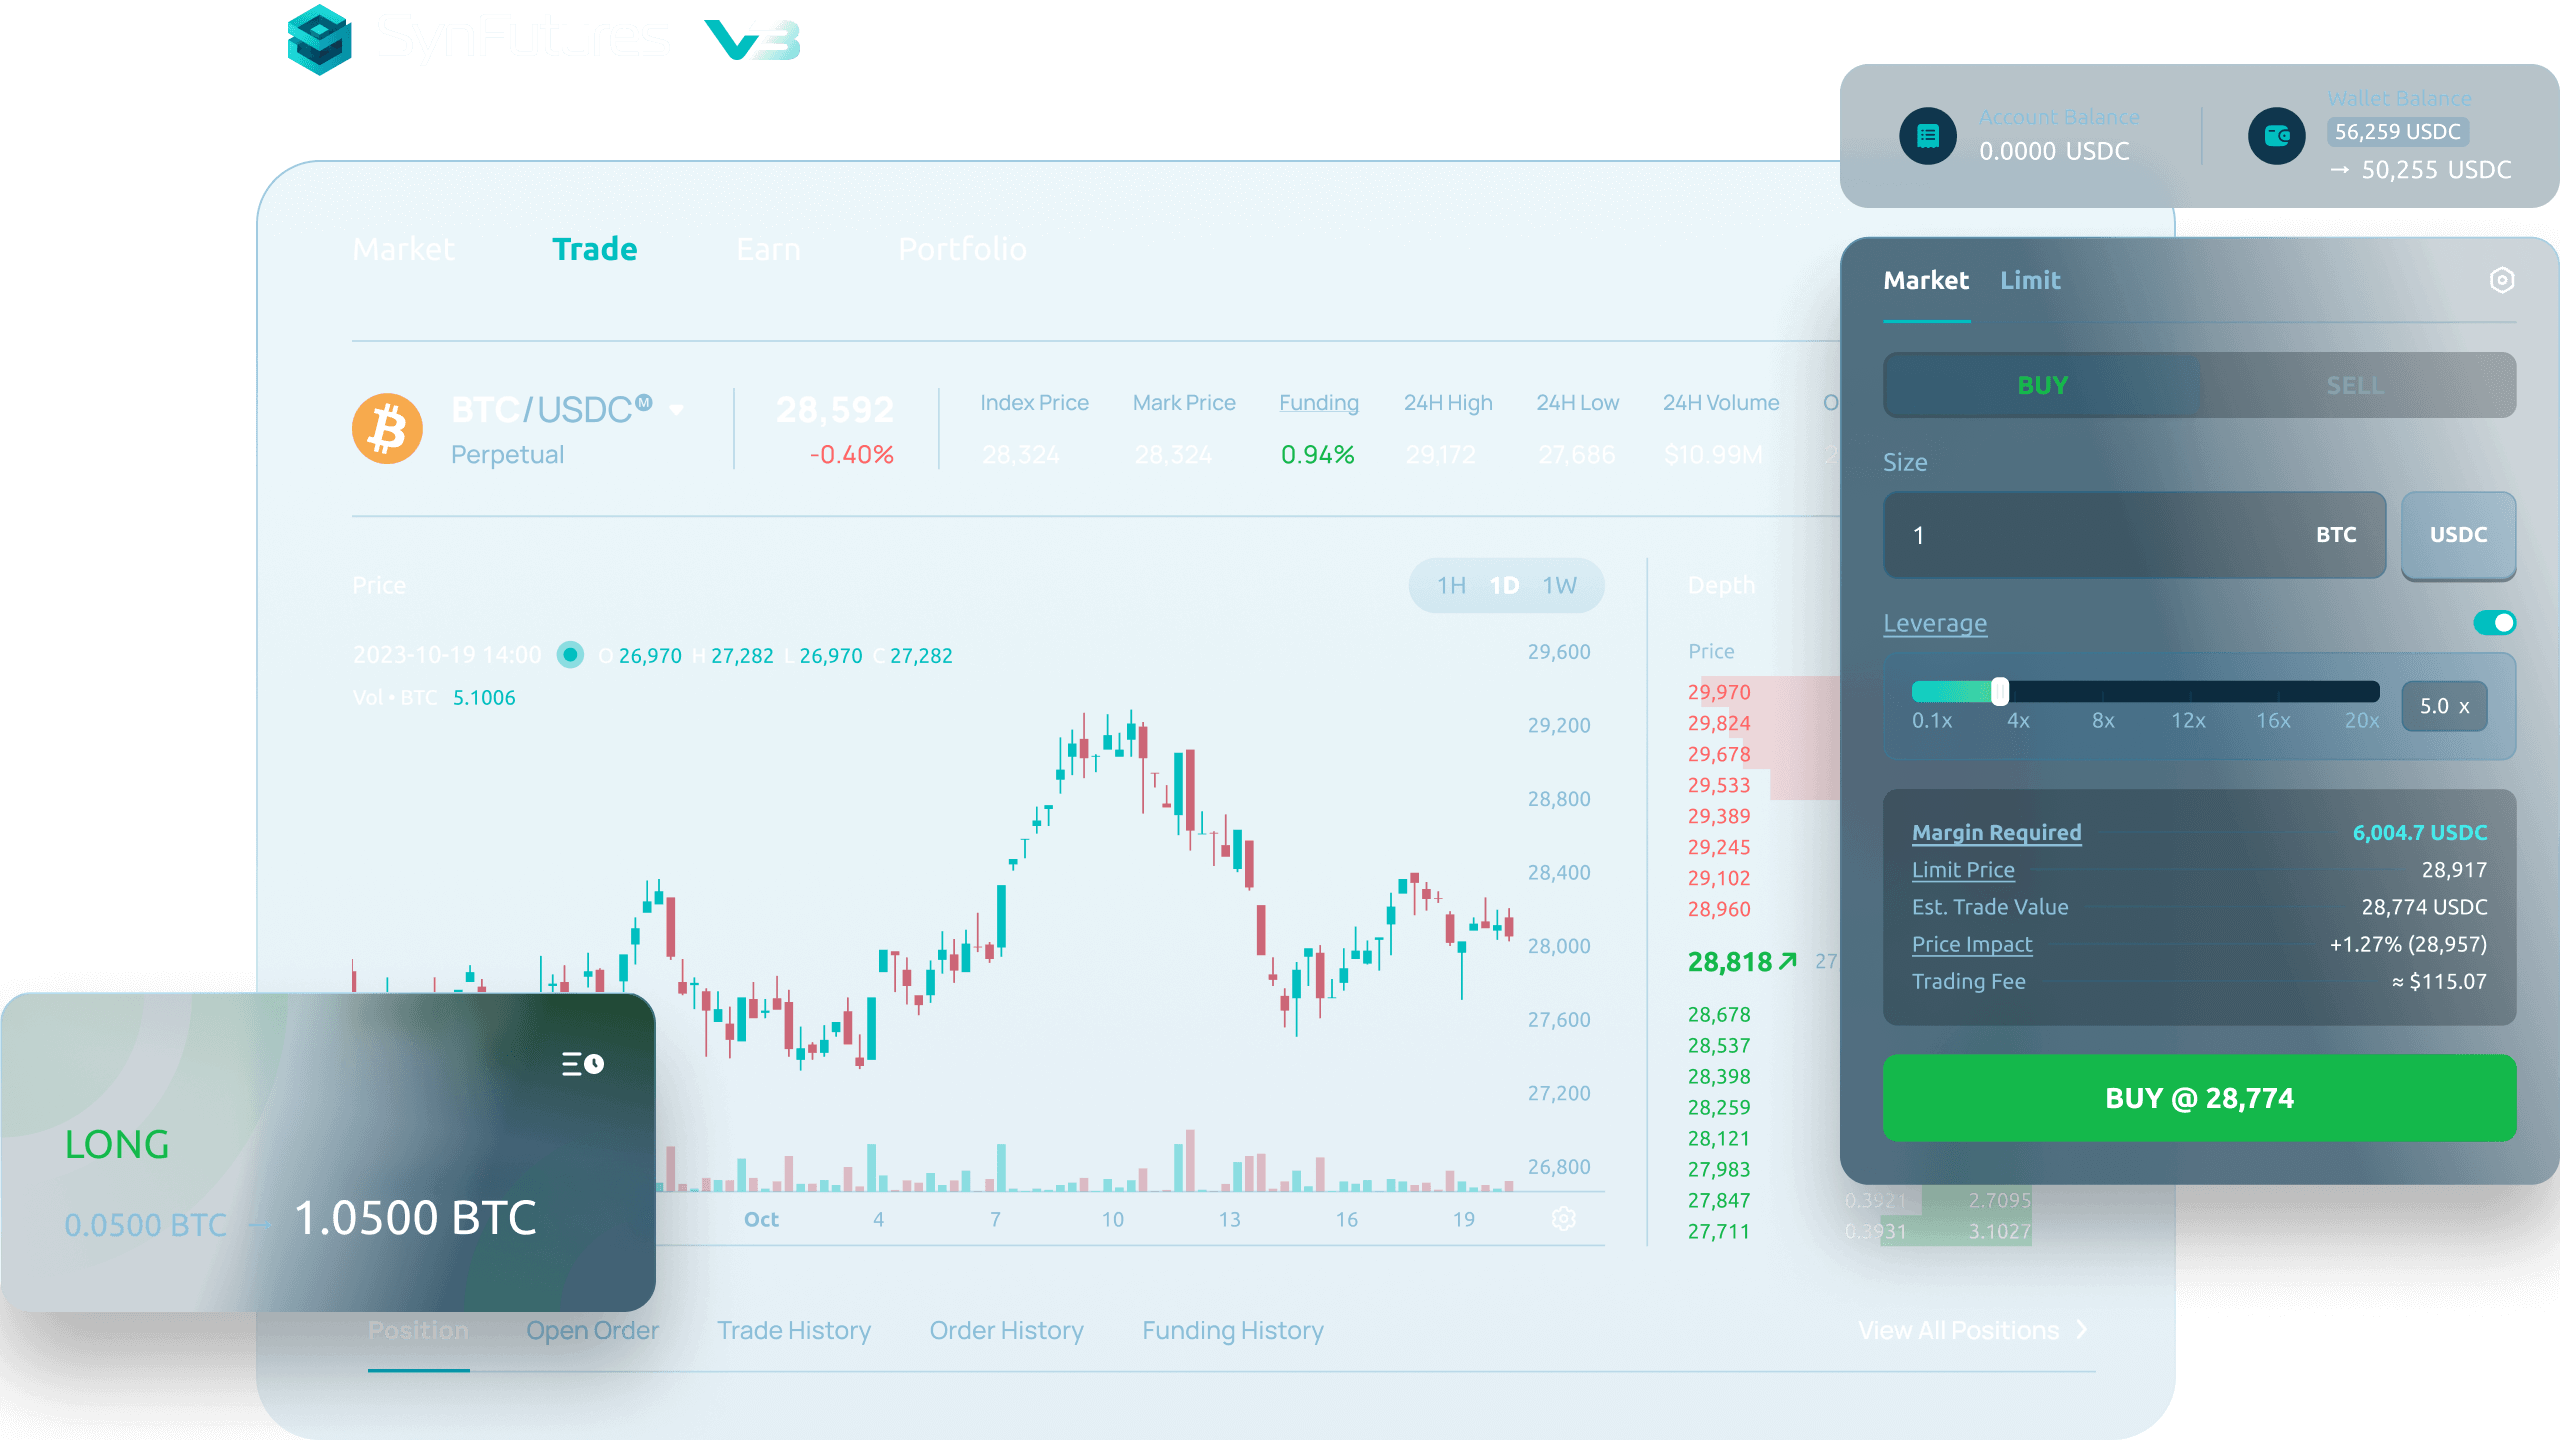 SynFutures V3
Account Balance
0.0000 USDC
Wallet Balance
56,259 USDC
→ 50,255 USDC
Market Trade Earn Portfolio
BTC/USDC M
Perpetual
28,592
-0.40%
Index Price Mark Price Funding 24H High 24H Low 24H Volume
28,324 28,324 0.94% 29,172 27,686 $10.99M
Price
1H 1D 1W
2023-10-19 14:00 O 26,970 H 27,282 L 26,970 C 27,282
Vol • BTC 5.1006
29,600
29,200
28,800
28,400
28,000
27,600
27,200
26,800
Oct 4 7 10 13 16 19
Depth
Price
29,970
29,824
29,678
29,533
29,389
29,245
29,102
28,960
28,818
28,678
28,537
28,398
28,259
28,121
27,983
27,847 0.3921 2.7095
27,711 0.3931 3.1027
Market Limit
BUY SELL
Size
1 BTC USDC
Leverage
0.1x 4x 8x 12x 16x 20x
5.0 x
Margin Required 6,004.7 USDC
Limit Price 28,917
Est. Trade Value 28,774 USDC
Price Impact +1.27% (28,957)
Trading Fee ≈ $115.07
BUY @ 28,774
LONG
0.0500 BTC → 1.0500 BTC
Position Open Order Trade History Order History Funding History
View All Positions